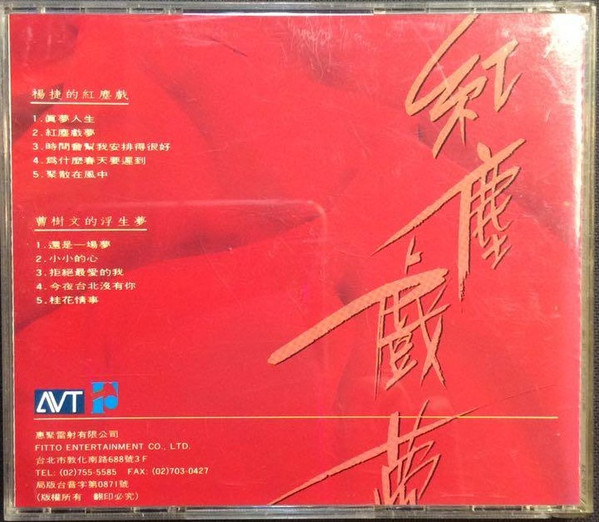 楊捷的紅塵戲
1.眞夢人生
2.紅塵戲夢
3.時間會幫我安排得很好
4.爲什麼春天要遲到
5.聚散在風中
曹樹文的浮生夢
1.還是一場夢
2.小小的心
3.拒絕最愛的我
4.今夜台北沒有你
5.桂花情事
紅塵戲夢
AVT
惠聚雷射有限公司
FITTO ENTERTAINMENT CO., LTD.
台北市敦化南路688號3F
TEL: (02)755-5585 FAX: (02)703-0427
局版台音字第0871號
(版權所有 翻印必究)